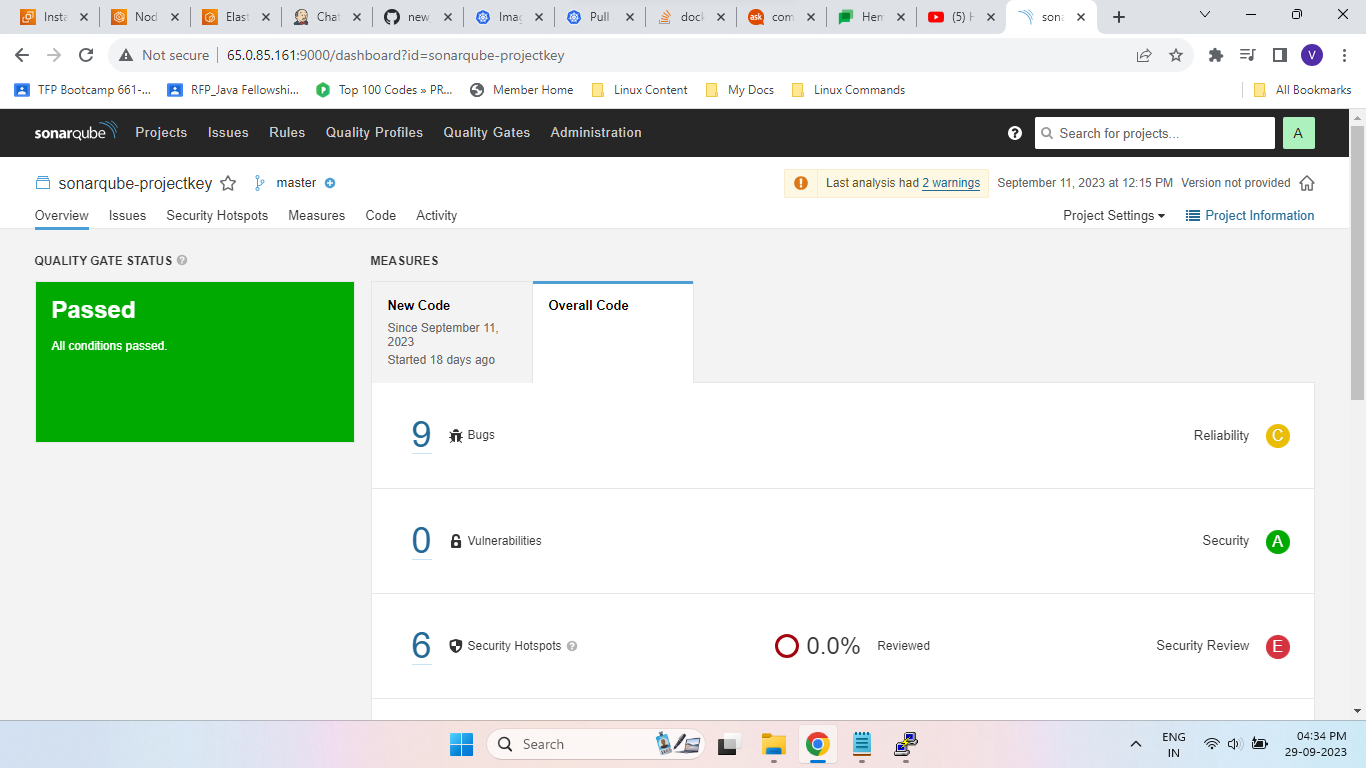 Insta
Nod
Elast
Chat
new_
Ima
Pull
dock
ask
com
Hem
(5) H
sona
Not secure
65.0.85.161:9000/dashboard?id=sonarqube-projectkey
V
TFP Bootcamp 661-...
RFP_Java Fellowshi...
Top 100 Codes » PR...
Member Home
Linux Content
My Docs
Linux Commands
All Bookmarks
sonarqube
Projects
Issues
Rules
Quality Profiles
Quality Gates
Administration
?
Search for projects...
A
sonarqube-projectkey
master
Last analysis had 2 warnings
September 11, 2023 at 12:15 PM
Version not provided
Overview
Issues
Security Hotspots
Measures
Code
Activity
Project Settings
Project Information
QUALITY GATE STATUS ?
MEASURES
Passed
All conditions passed.
New Code
Since September 11,
2023
Started 18 days ago
Overall Code
9 Bugs
Reliability C
0 Vulnerabilities
Security A
6 Security Hotspots ?
0.0% Reviewed
Security Review E
Search
ENG
IN
04:34 PM
29-09-2023